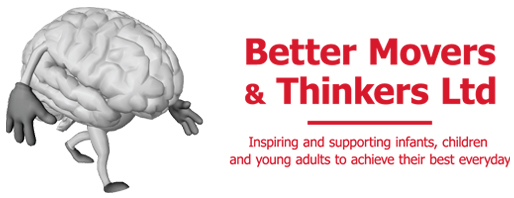 Better Movers
& Thinkers Ltd
Inspiring and supporting infants, children
and young adults to achieve their best everyday